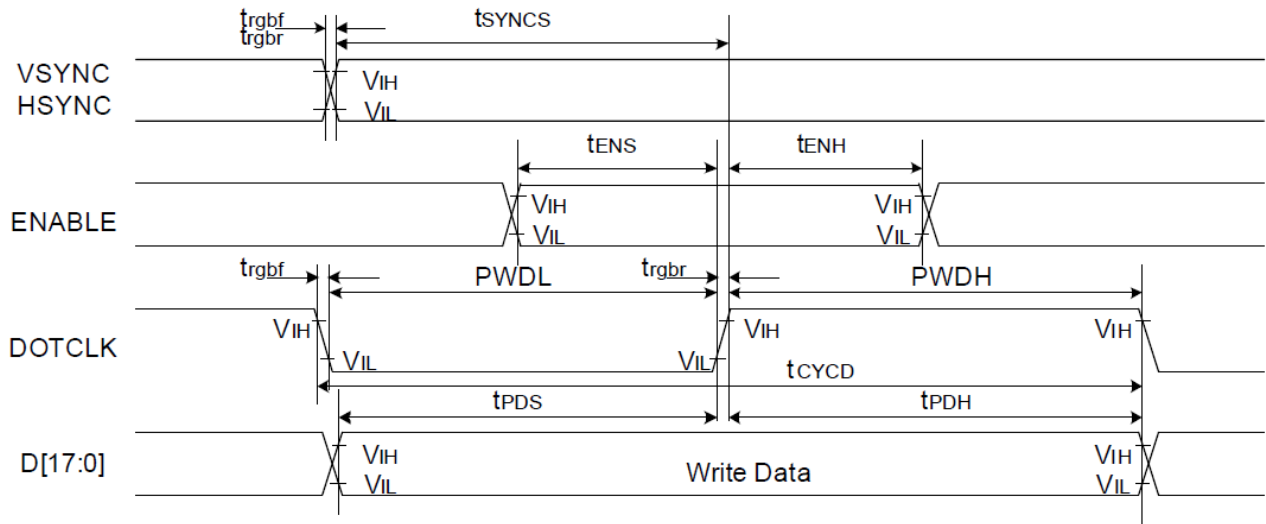 trgbf
trgbr
tSYNCS
VSYNC
HSYNC
VIH
VIL
tENS
tENH
ENABLE
VIH
VIL
VIH
VIL
trgbf
PWDL
trgbr
PWDH
DOTCLK
VIH
VIL
VIL
VIH
VIH
tCYCD
tPDS
tPDH
D[17:0]
VIH
VIL
Write Data
VIH
VIL